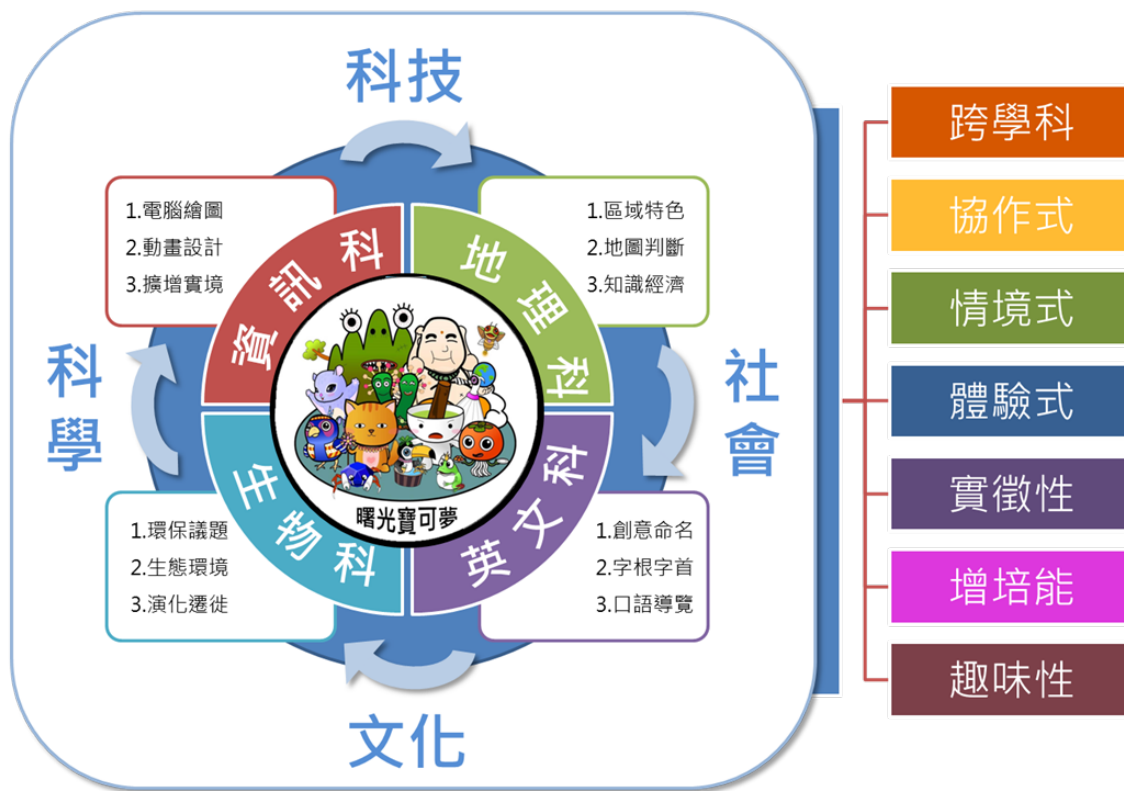 科技
1.電腦繪圖
2.動畫設計
3.擴增實境
資訊科
1.區域特色
2.地圖判斷
3.知識經濟
地理科
科學
社會
曙光寶可夢
1.環保議題
2.生態環境
3.演化遷徙
生物科
1.創意命名
2.字根字首
3.口語導覽
英文科
文化
跨學科
協作式
情境式
體驗式
實徵性
增培能
趣味性